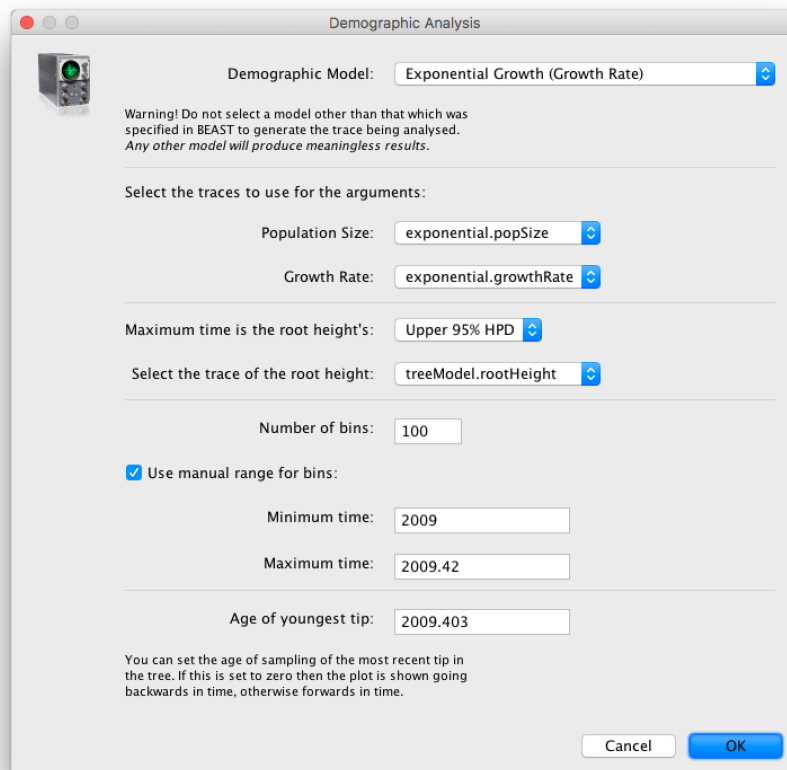 Demographic Analysis
Demographic Model: Exponential Growth (Growth Rate)
Warning! Do not select a model other than that which was
specified in BEAST to generate the trace being analysed.
Any other model will produce meaningless results.
Select the traces to use for the arguments:
Population Size: exponential.popSize
Growth Rate: exponential.growthRate
Maximum time is the root height's: Upper 95% HPD
Select the trace of the root height: treeModel.rootHeight
Number of bins: 100
Use manual range for bins:
Minimum time: 2009
Maximum time: 2009.42
Age of youngest tip: 2009.403
You can set the age of sampling of the most recent tip in
the tree. If this is set to zero then the plot is shown going
backwards in time, otherwise forwards in time.
Cancel OK